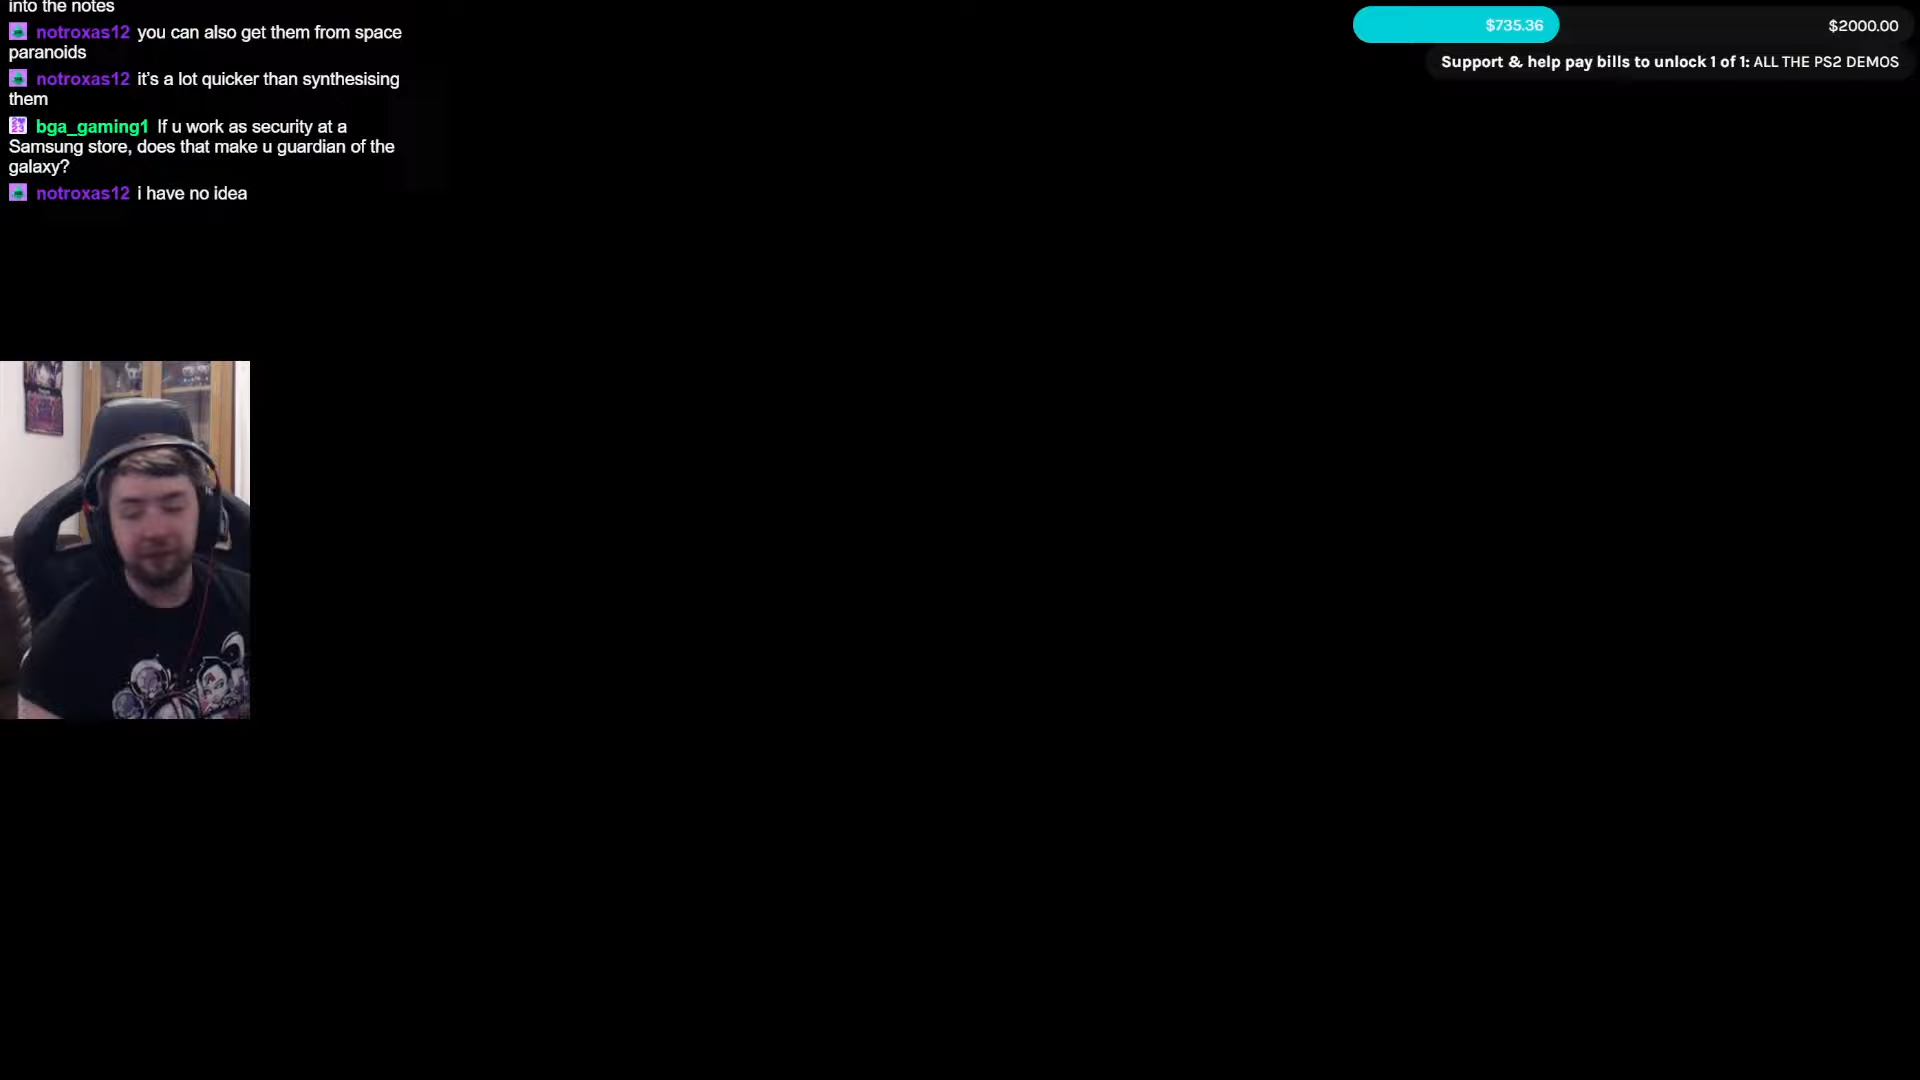 into the notes
notroxas12 you can also get them from space
paranoids
notroxas12 it's a lot quicker than synthesising
them
bga_gaming1 If u work as security at a
Samsung store, does that make u guardian of the
galaxy?
notroxas12 i have no idea
$735.36
$2000.00
Support & help pay bills to unlock 1 of 1: ALL THE PS2 DEMOS